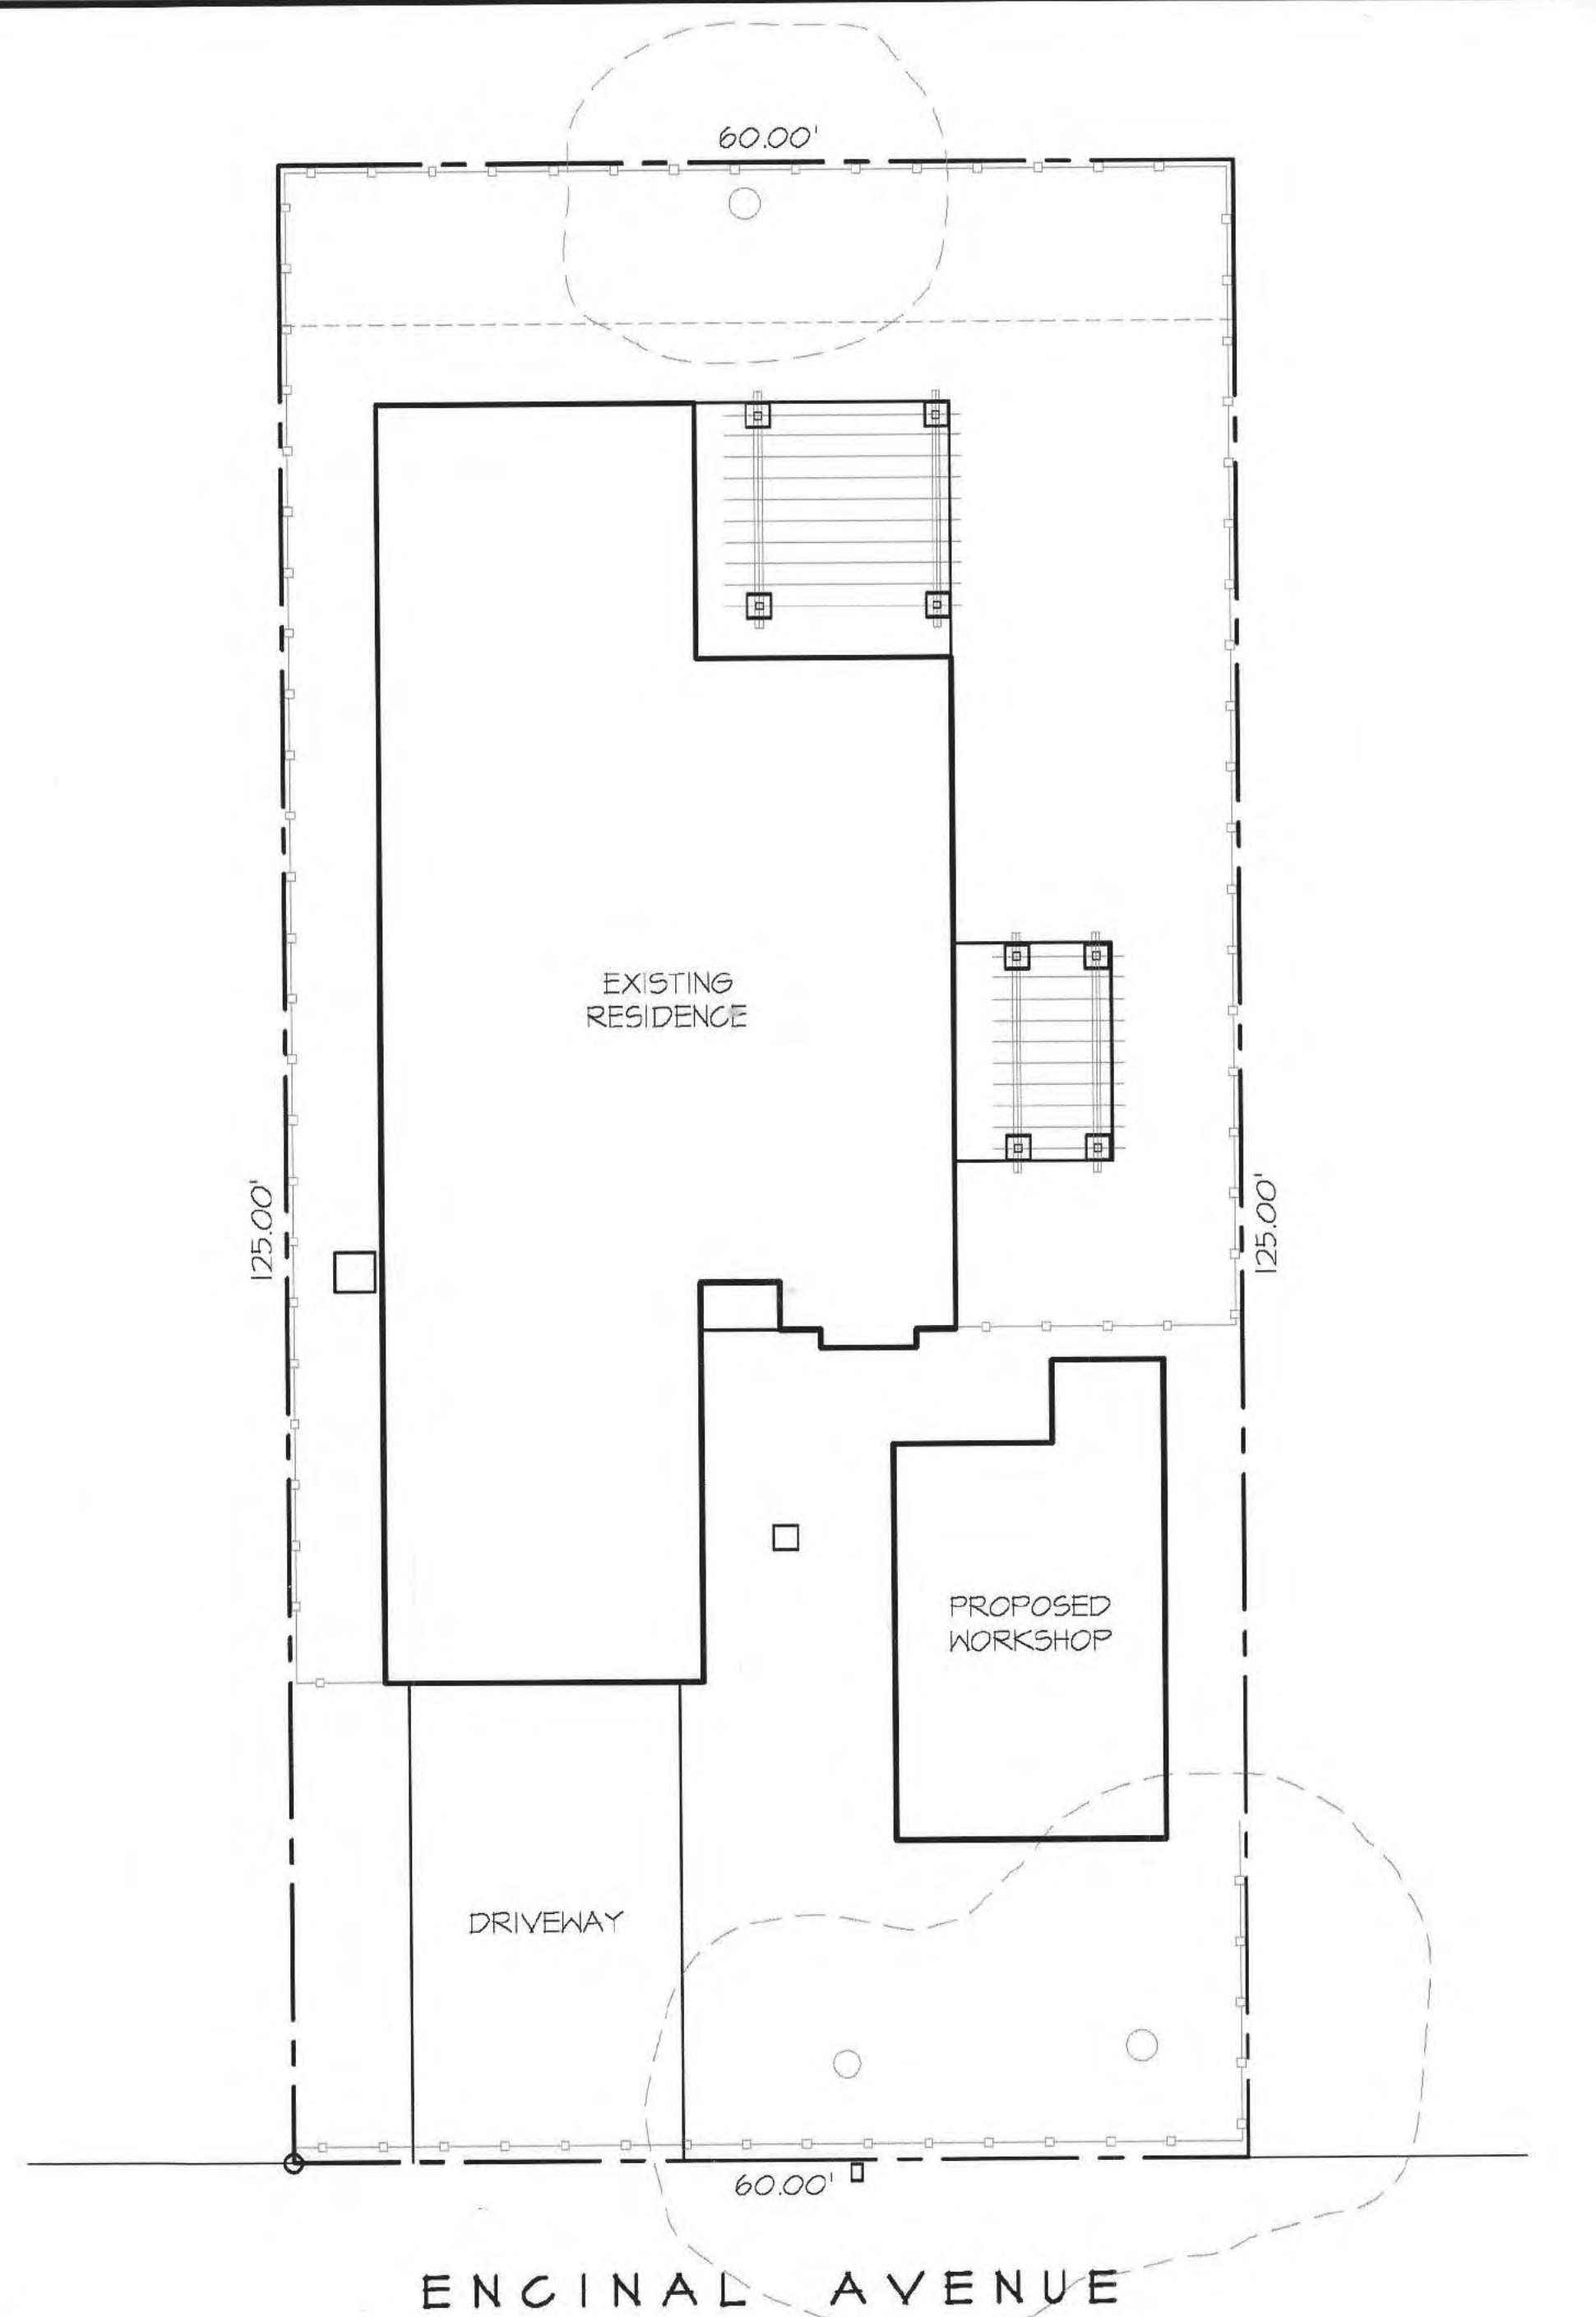 60.00'
EXISTING
RESIDENCE
125.00'
125.00'
PROPOSED
WORKSHOP
DRIVEWAY
60.00'
ENCINAL AVENUE